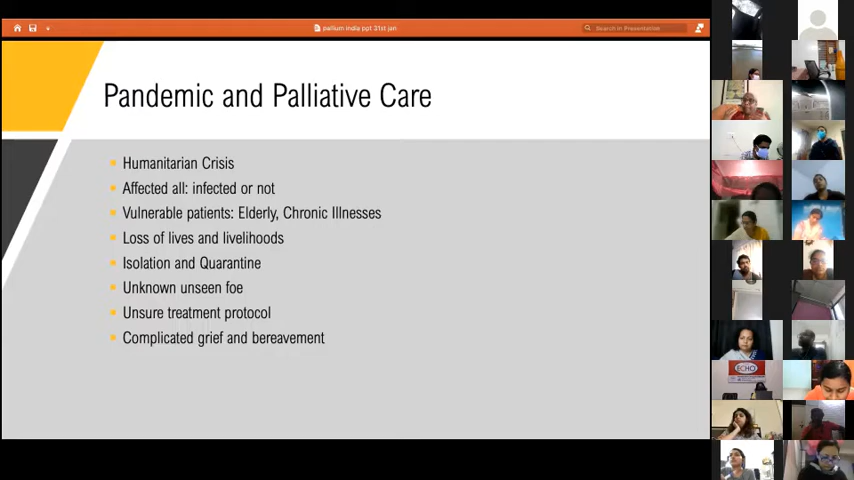 pallium india ppt 31st jan
Search in Presentation
Pandemic and Palliative Care
Humanitarian Crisis
Affected all: infected or not
Vulnerable patients: Elderly, Chronic Illnesses
Loss of lives and livelihoods
Isolation and Quarantine
Unknown unseen foe
Unsure treatment protocol
Complicated grief and bereavement
ECHO